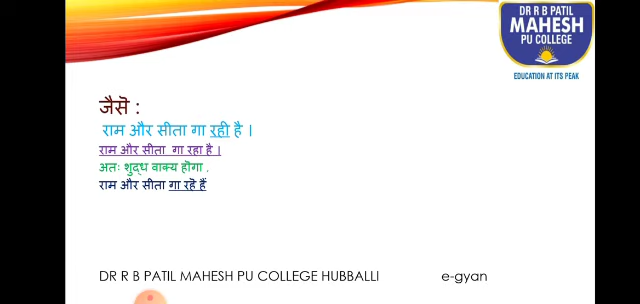 DR R B PATIL
MAHESH
PU COLLEGE
EDUCATION AT ITS PEAK
जैसॆ :
राम और सीता गा रही है ।
राम और सीता गा रहा है ।
अतः शुद्ध वाक्य हॊगा .
राम और सीता गा रहॆ हैं
DR R B PATIL MAHESH PU COLLEGE HUBBALLI e-gyan